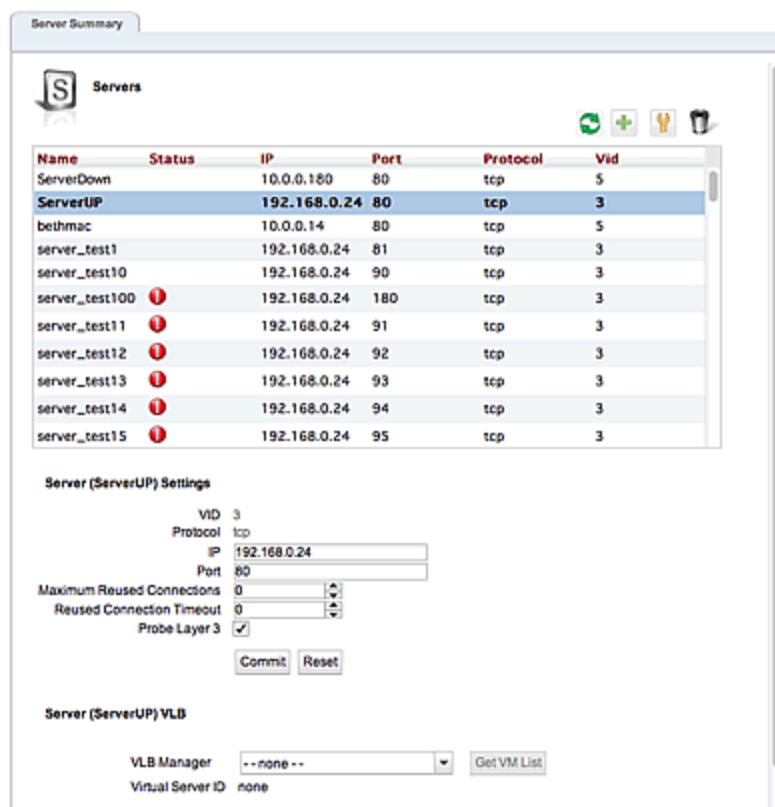 Server Summary
S Servers
Name Status IP Port Protocol Vid
ServerDown 10.0.0.180 80 tcp 5
ServerUP 192.168.0.24 80 tcp 3
bethmac 10.0.0.14 80 tcp 5
server_test1 192.168.0.24 81 tcp 3
server_test10 192.168.0.24 90 tcp 3
server_test100 192.168.0.24 180 tcp 3
server_test11 192.168.0.24 91 tcp 3
server_test12 192.168.0.24 92 tcp 3
server_test13 192.168.0.24 93 tcp 3
server_test14 192.168.0.24 94 tcp 3
server_test15 192.168.0.24 95 tcp 3
Server (ServerUP) Settings
VID 3
Protocol tcp
IP 192.168.0.24
Port 80
Maximum Reused Connections 0
Reused Connection Timeout 0
Probe Layer 3
Commit Reset
Server (ServerUP) VLB
VLB Manager --none-- Get VM List
Virtual Server ID none